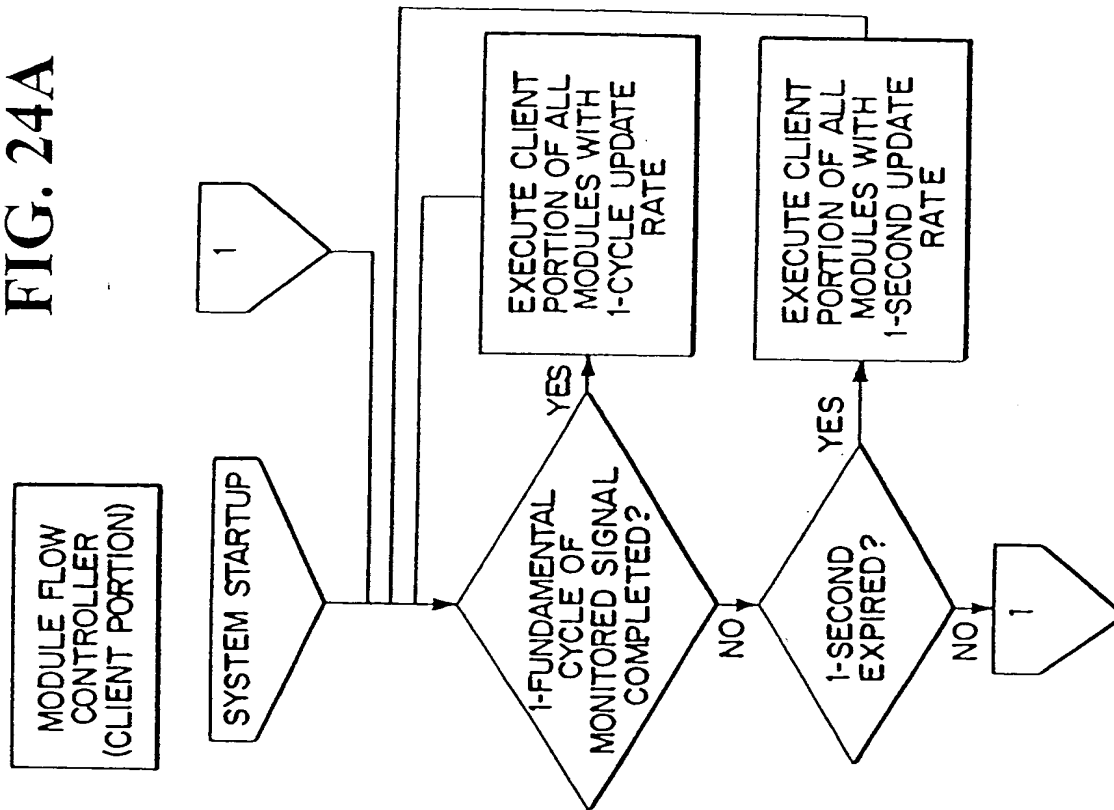 FIG. 24A
MODULE FLOW
CONTROLLER
(CLIENT PORTION)
SYSTEM STARTUP
1
1-FUNDAMENTAL
CYCLE OF
MONITORED SIGNAL
COMPLETED?
YES
EXECUTE CLIENT
PORTION OF ALL
MODULES WITH
1-CYCLE UPDATE
RATE
NO
1-SECOND
EXPIRED?
YES
EXECUTE CLIENT
PORTION OF ALL
MODULES WITH
1-SECOND UPDATE
RATE
NO
1